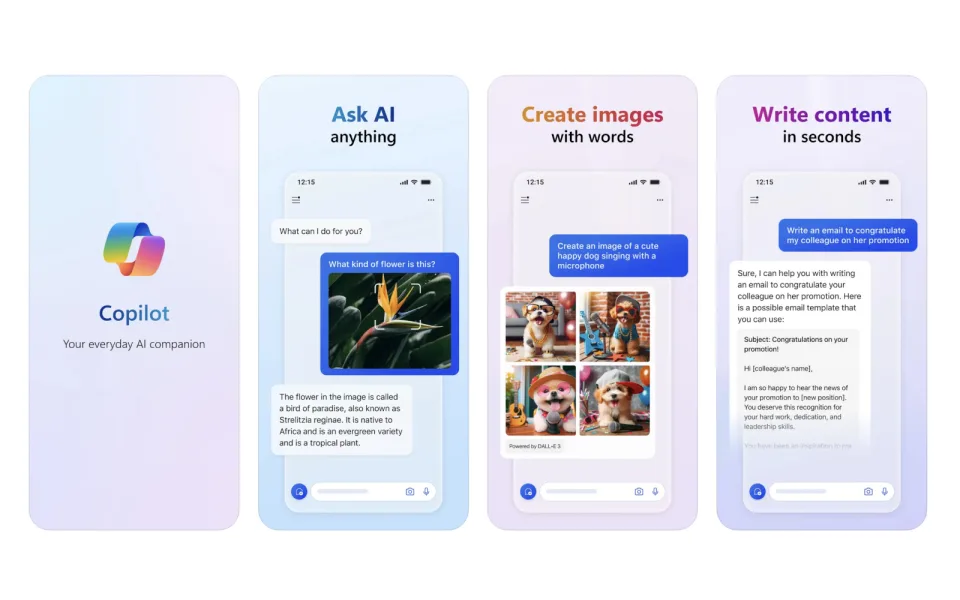 Copilot
Your everyday AI companion
Ask AI
anything
12:15
What can I do for you?
What kind of flower is this?
The flower in the image is called
a bird of paradise, also known as
Strelitzia reginae. It is native to
Africa and is an evergreen variety
and is a tropical plant.
Create images
with words
12:15
Create an image of a cute
happy dog singing with a
microphone
Powered by DALL•E 3
Write content
in seconds
12:15
Write an email to congratulate
my colleague on her promotion
Sure, I can help you with writing
an email to congratulate your
colleague on her promotion. Here
is a possible email template that
you can use:
Subject: Congratulations on your
promotion!
Hi [colleague's name],
I am so happy to hear the news of
your promotion to [new position].
You deserve this recognition for
your hard work, dedication, and
leadership skills.